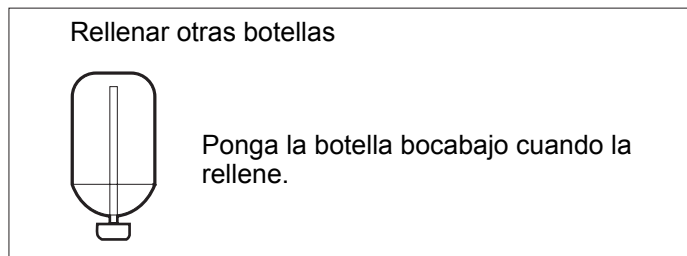 Rellenar otras botellas
Ponga la botella bocabajo cuando la
rellene.